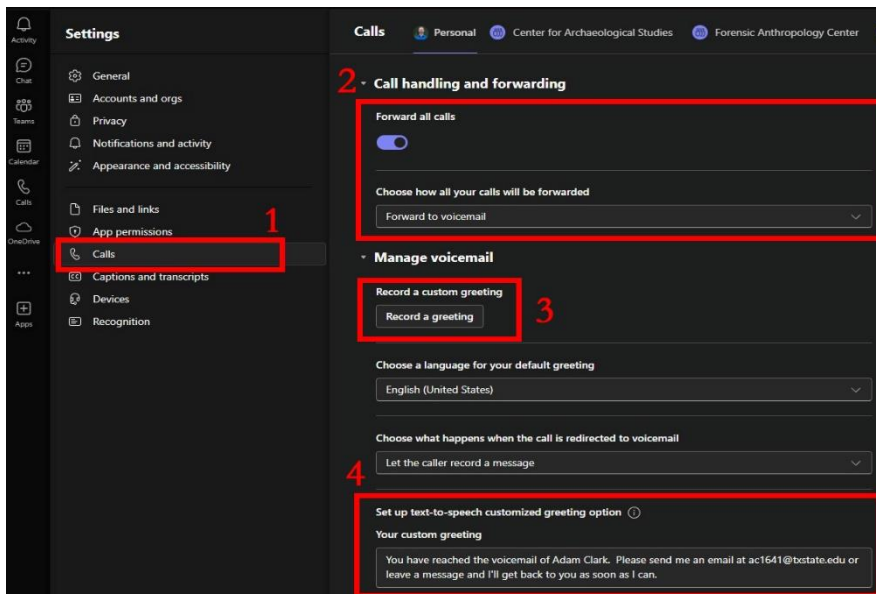 Activity
Chat
Teams
Calendar
Calls
OneDrive
Apps
Settings
General
Accounts and orgs
Privacy
Notifications and activity
Appearance and accessibility
Files and links
App permissions
1
Calls
Captions and transcripts
Devices
Recognition
Calls Personal Center for Archaeological Studies Forensic Anthropology Center
2 Call handling and forwarding
Forward all calls
Choose how all your calls will be forwarded
Forward to voicemail
Manage voicemail
Record a custom greeting
Record a greeting
3
Choose a language for your default greeting
English (United States)
Choose what happens when the call is redirected to voicemail
Let the caller record a message
4
Set up text-to-speech customized greeting option
Your custom greeting
You have reached the voicemail of Adam Clark. Please send me an email at ac1641@txstate.edu or
leave a message and I'll get back to you as soon as I can.